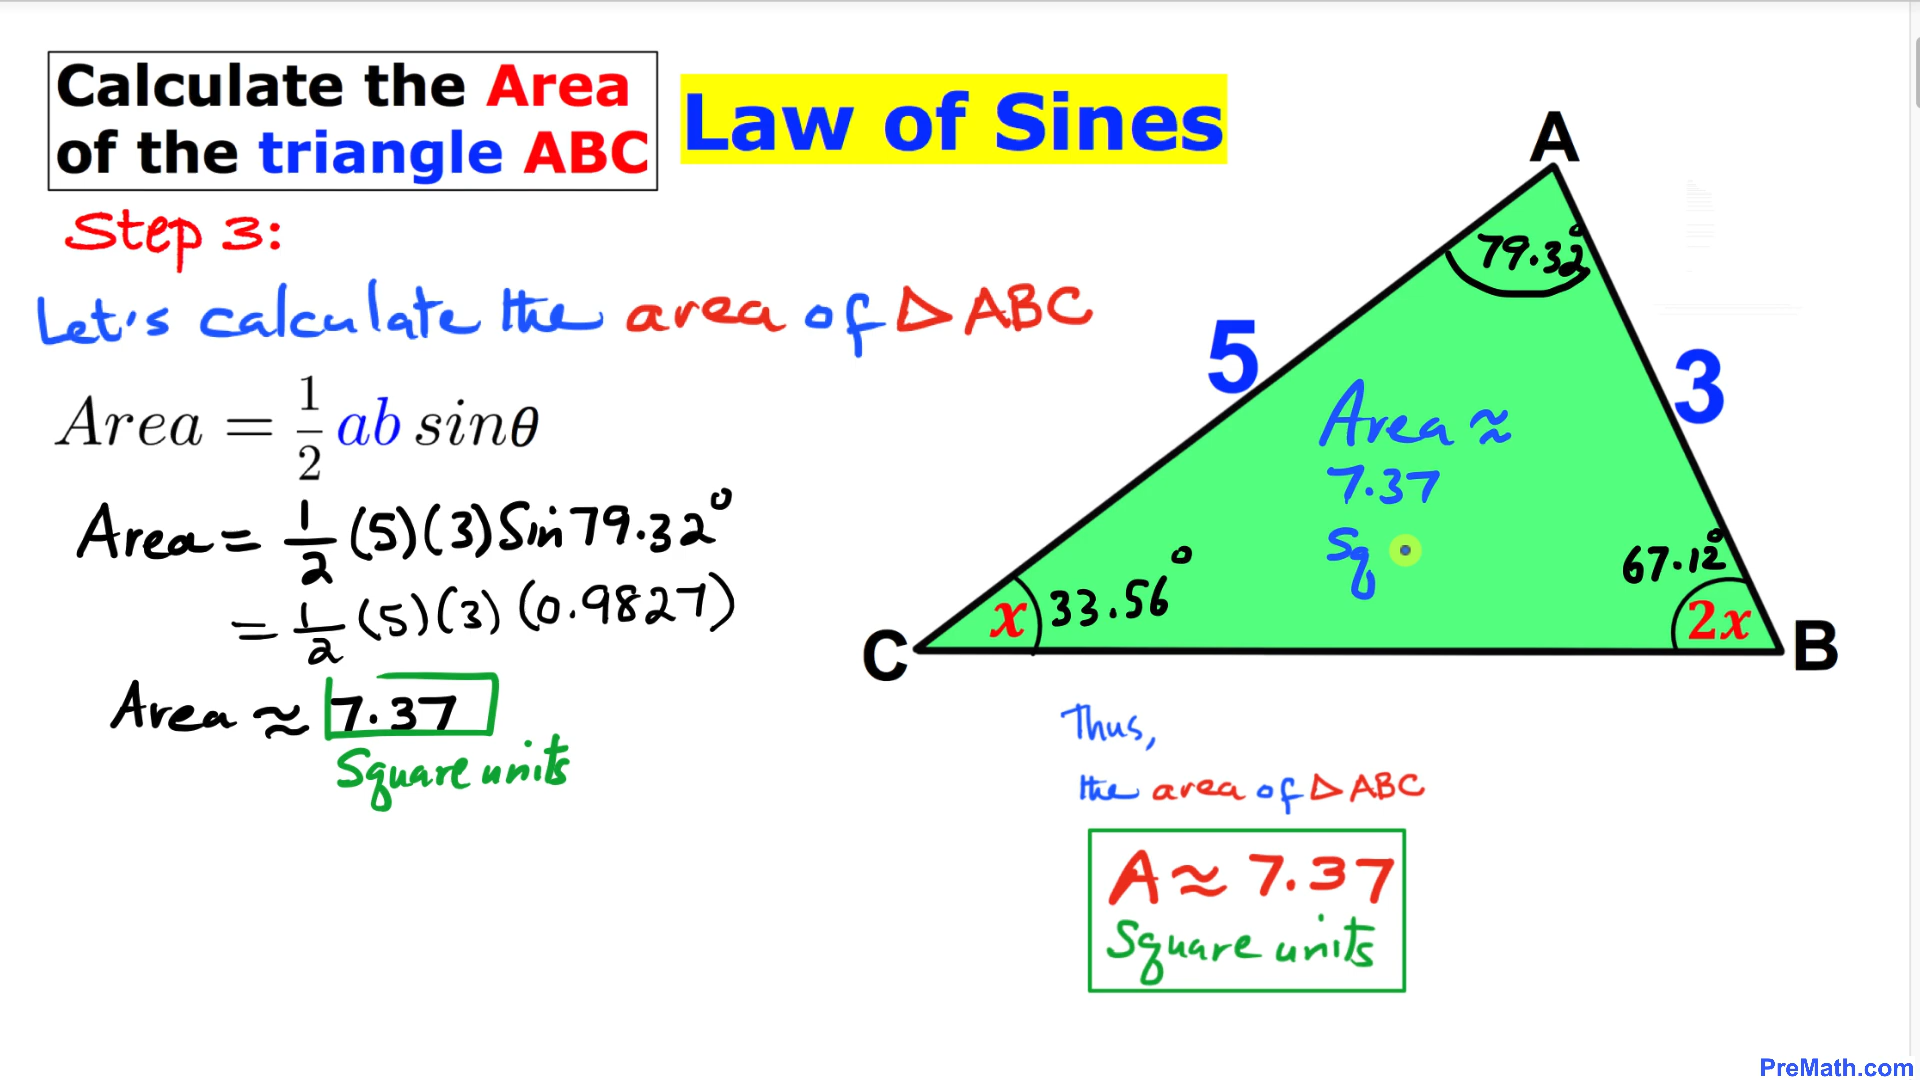 Calculate the Area
of the triangle ABC
Law of Sines
Step 3:
Let's calculate the area of △ABC
Area = 1/2 ab sinθ
Area = 1/2 (5)(3) Sin 79.32°
= 1/2 (5)(3) (0.9827)
Area ≈ 7.37
Square units
A
79.32°
5
3
Area ≈
7.37
Sq
67.12°
x 33.56°
2x
C
B
Thus,
the area of △ABC
A ≈ 7.37
Square units
PreMath.com